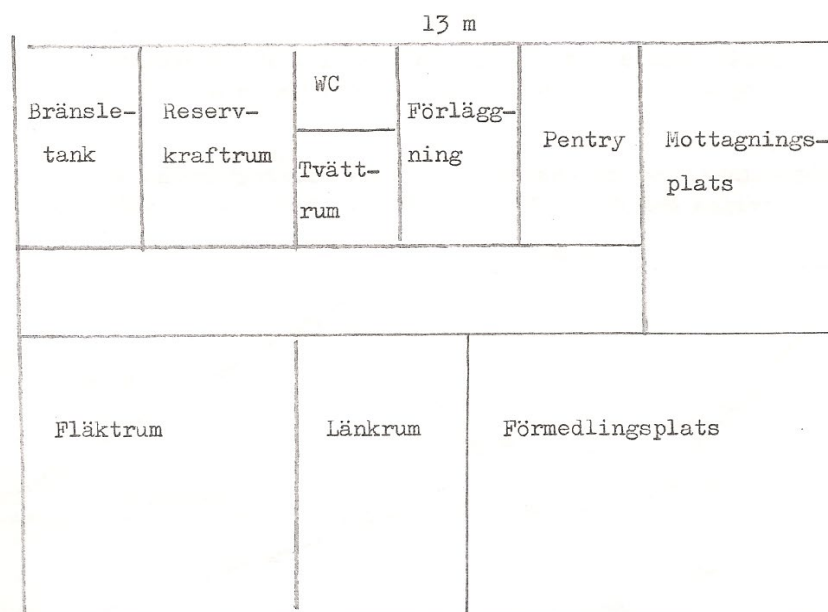 13 m
Bränsle-
tank
Reserv-
kraftrum
WC
Tvätt-
rum
Förlägg-
ning
Pentry
Mottagnings-
plats
Fläktrum
Länkrum
Förmedlingsplats